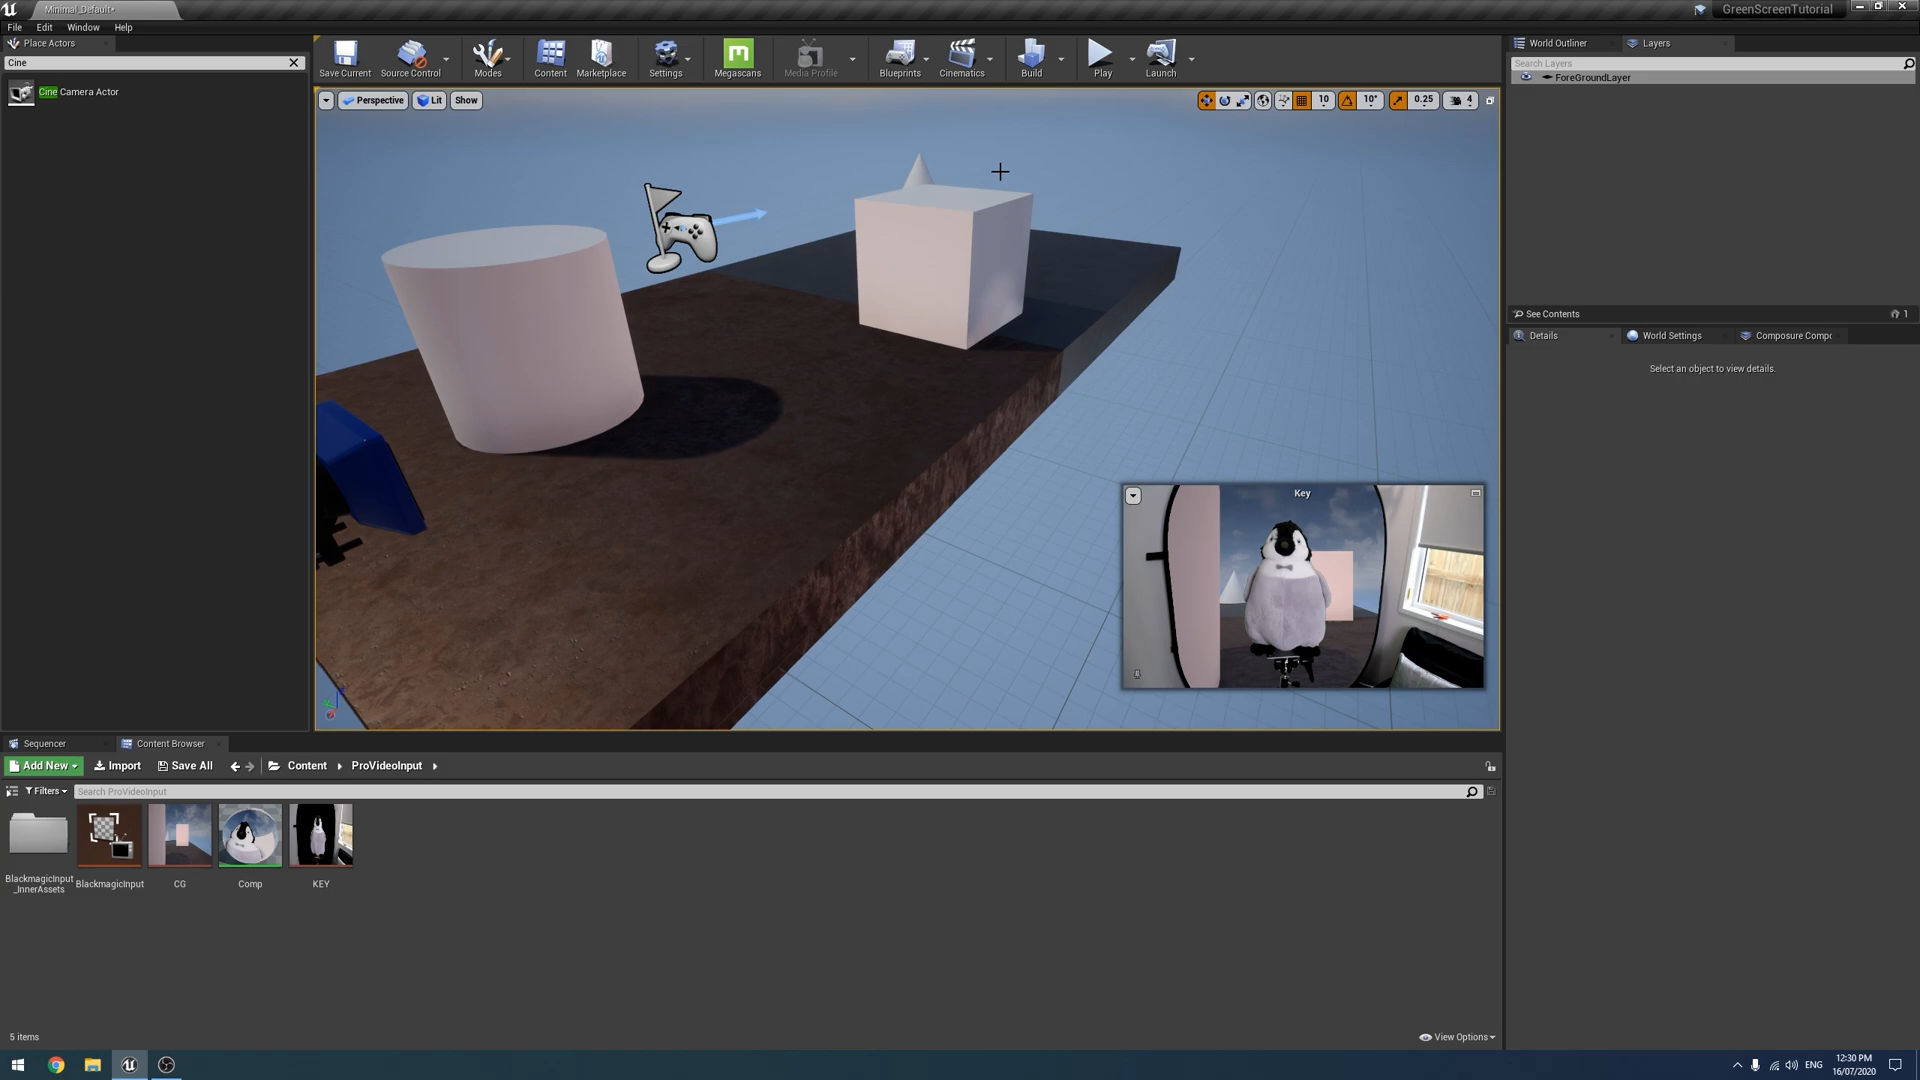 Minimal_Default*
GreenScreenTutorial
File Edit Window Help
Place Actors
Cine
Cine Camera Actor
Save Current
Source Control
Modes
Content
Marketplace
Settings
Megascans
Media Profile
Blueprints
Cinematics
Build
Play
Launch
Perspective
Lit
Show
10
10°
0.25
4
Key
World Outliner
Layers
Search Layers
ForeGroundLayer
See Contents
1
Details
World Settings
Composure Compo
Select an object to view details.
Sequencer
Content Browser
Add New
Import
Save All
Content
ProVideoInput
Filters
Search ProVideoInput
BlackmagicInput
_InnerAssets
BlackmagicInput
CG
Comp
KEY
5 items
View Options
ENG
12:30 PM
16/07/2020